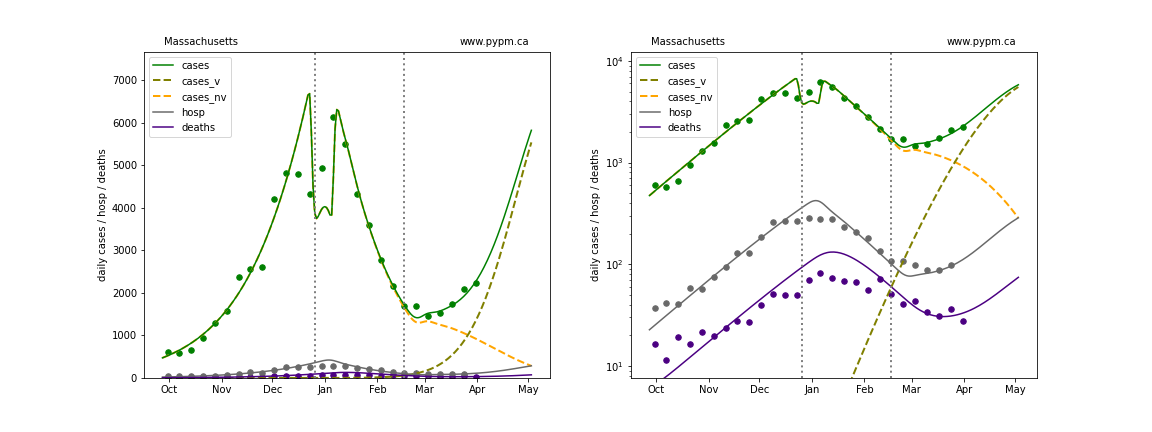 Massachusetts www.pypm.ca
cases
cases_v
cases_nv
hosp
deaths
daily cases / hosp / deaths
7000
6000
5000
4000
3000
2000
1000
0
Oct Nov Dec Jan Feb Mar Apr May
Massachusetts www.pypm.ca
cases
cases_v
cases_nv
hosp
deaths
daily cases / hosp / deaths
10⁴
10³
10²
10¹
Oct Nov Dec Jan Feb Mar Apr May